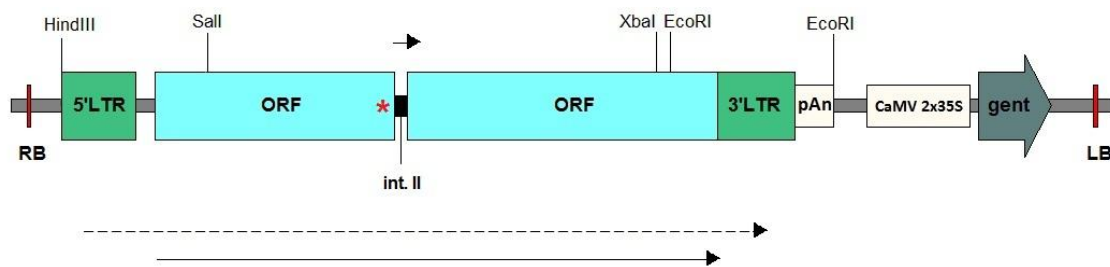 HindIII
SalI
XbaI
EcoRI
EcoRI
5'LTR
ORF
*
ORF
3'LTR
pAn
CaMV 2x35S
gent
RB
int. II
LB